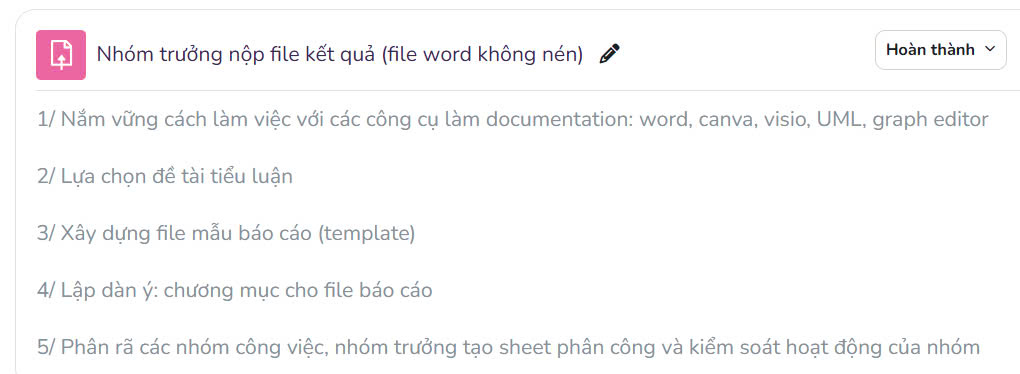 Nhóm trưởng nộp file kết quả (file word không nén)
Hoàn thành
1/ Nắm vững cách làm việc với các công cụ làm documentation: word, canva, visio, UML, graph editor
2/ Lựa chọn đề tài tiểu luận
3/ Xây dựng file mẫu báo cáo (template)
4/ Lập dàn ý: chương mục cho file báo cáo
5/ Phân rã các nhóm công việc, nhóm trưởng tạo sheet phân công và kiểm soát hoạt động của nhóm